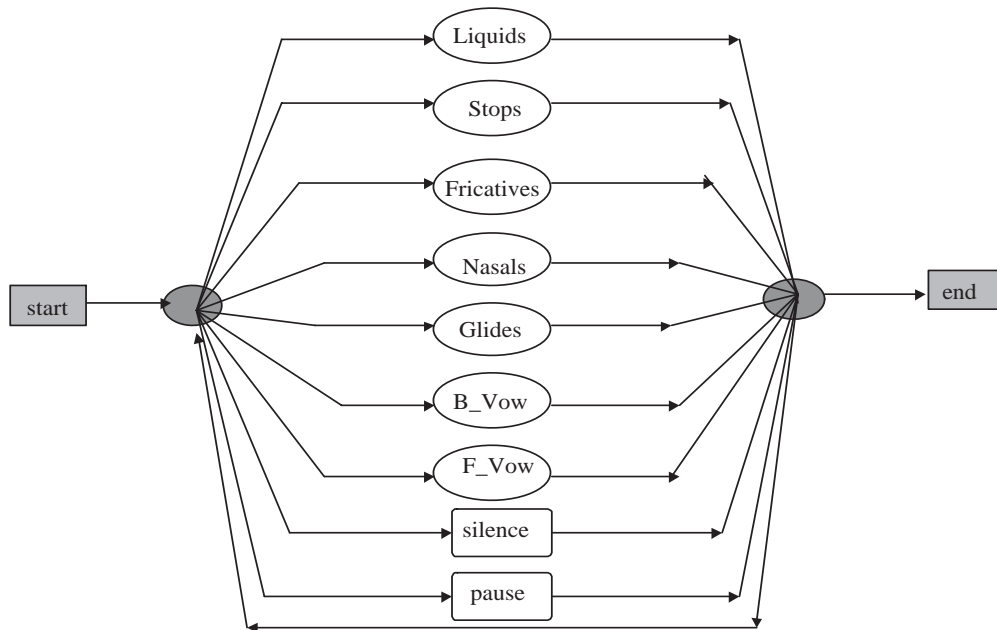 Liquids
Stops
Fricatives
Nasals
start
end
Glides
B_Vow
F_Vow
silence
pause